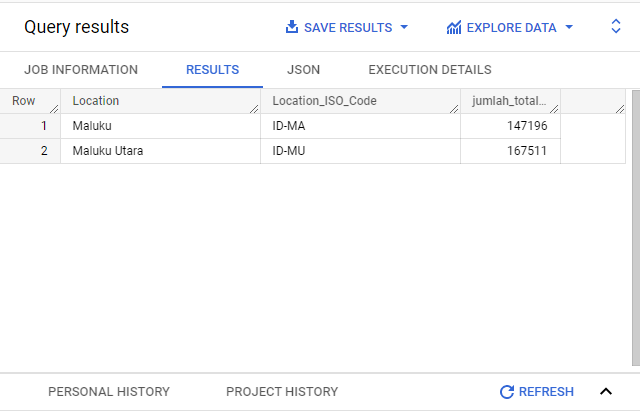 Query results SAVE RESULTS EXPLORE DATA
JOB INFORMATION RESULTS JSON EXECUTION DETAILS
Row Location Location_ISO_Code jumlah_total...
1 Maluku ID-MA 147196
2 Maluku Utara ID-MU 167511
PERSONAL HISTORY PROJECT HISTORY REFRESH